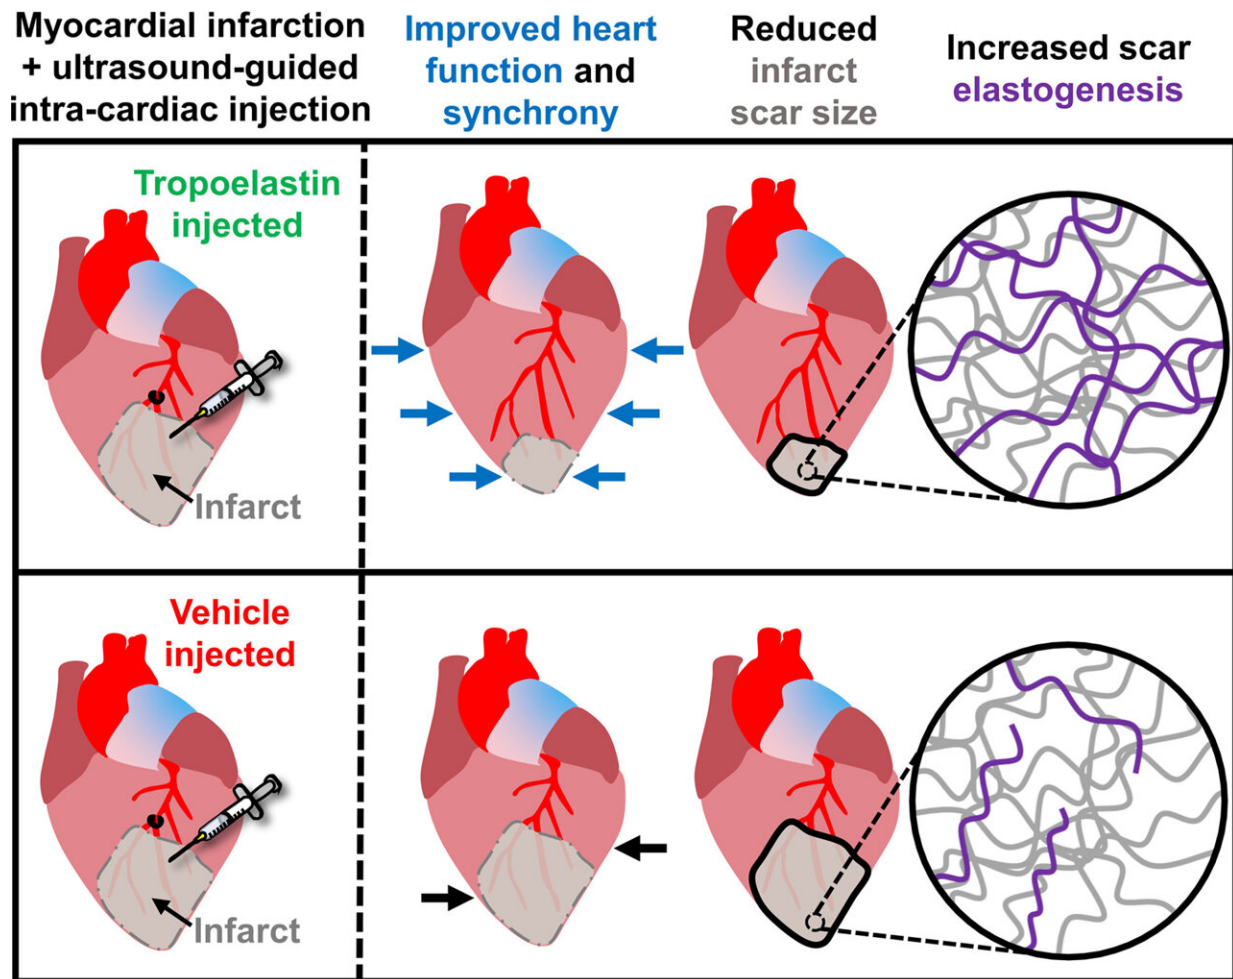 Myocardial infarction
+ ultrasound-guided
intra-cardiac injection
Improved heart
function and
synchrony
Reduced
infarct
scar size
Increased scar
elastogenesis
Tropoelastin
injected
Infarct
Vehicle
injected
Infarct